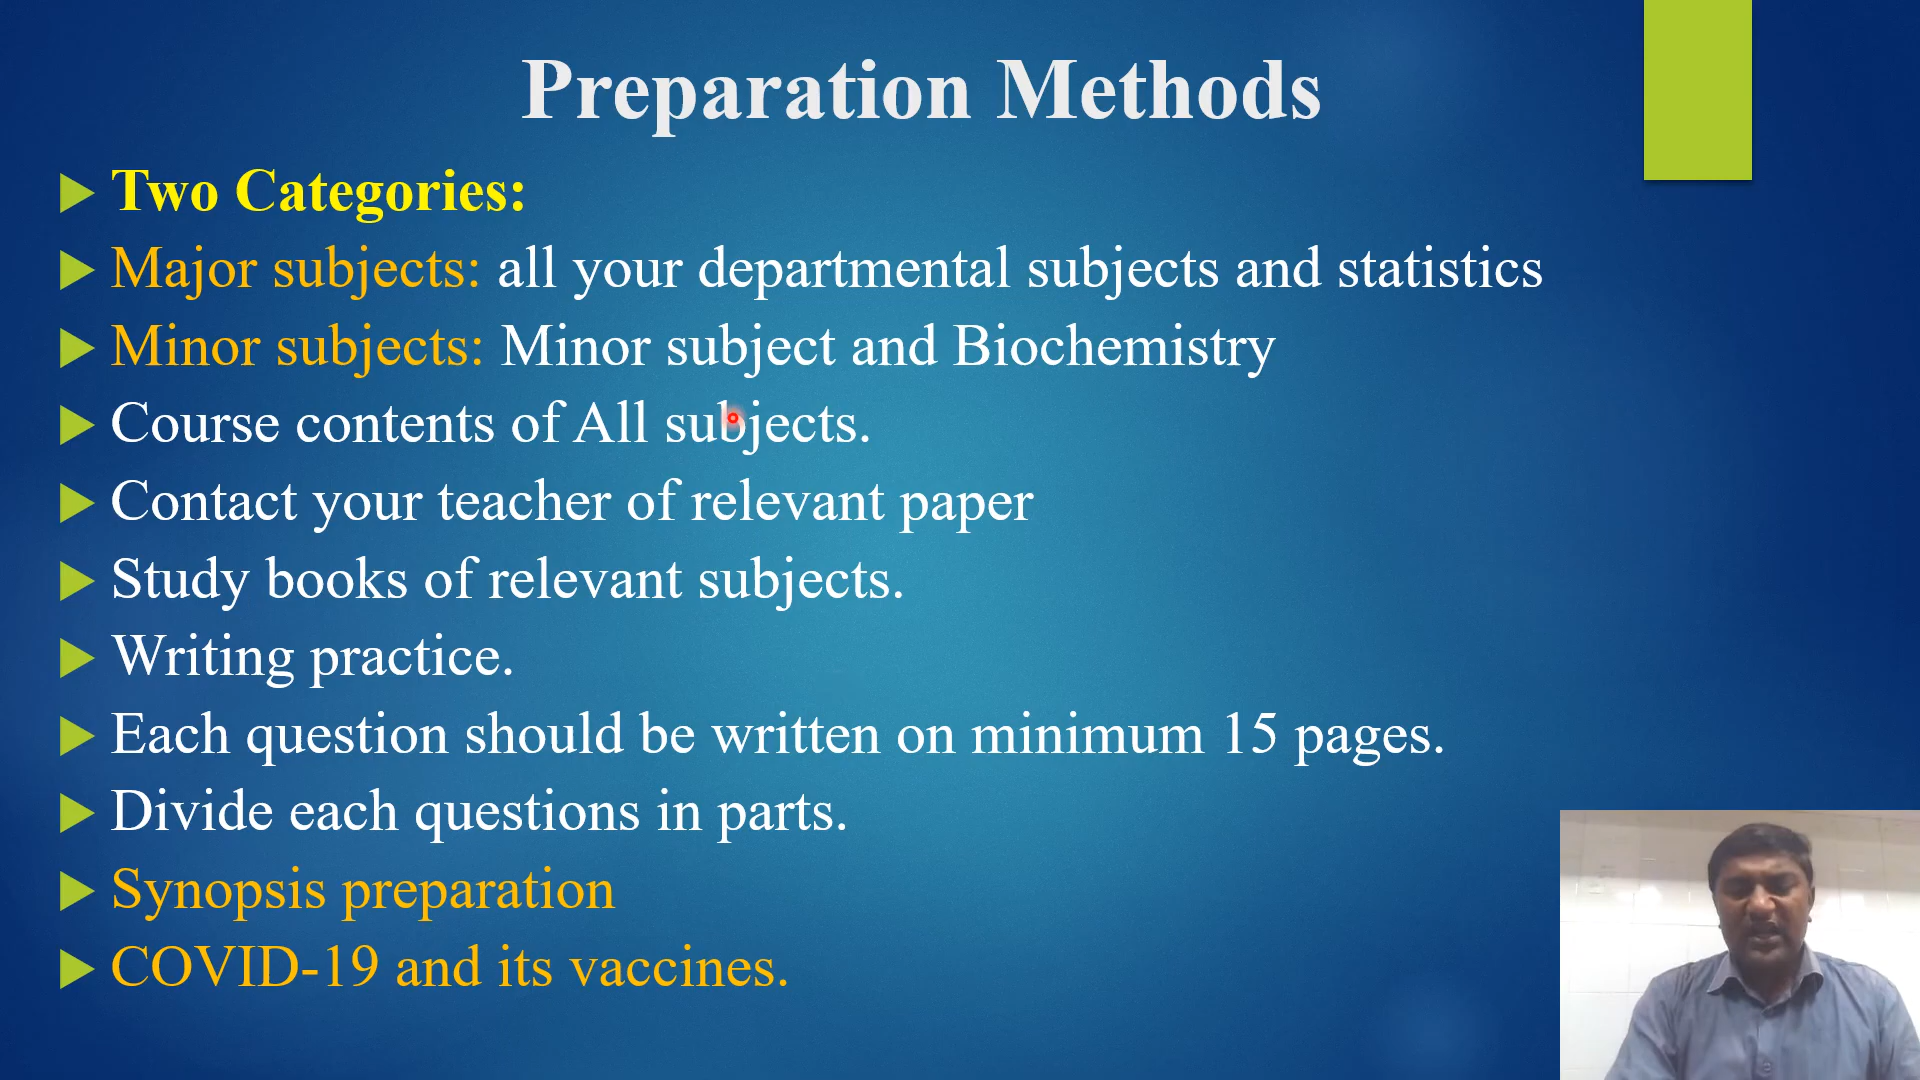 Preparation Methods
Two Categories:
Major subjects: all your departmental subjects and statistics
Minor subjects: Minor subject and Biochemistry
Course contents of All subjects.
Contact your teacher of relevant paper
Study books of relevant subjects.
Writing practice.
Each question should be written on minimum 15 pages.
Divide each questions in parts.
Synopsis preparation
COVID-19 and its vaccines.